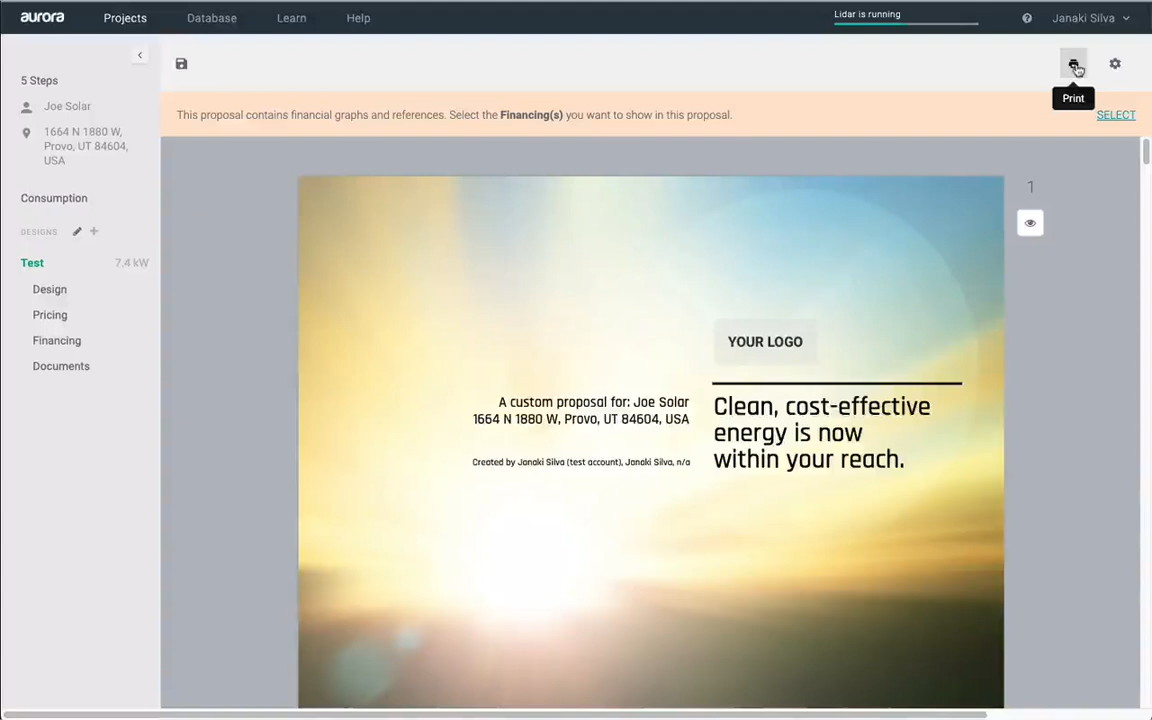 aurora Projects Database Learn Help Lidar is running Janaki Silva
5 Steps
Joe Solar
1664 N 1880 W,
Provo, UT 84604,
USA
Consumption
DESIGNS
Test 7.4 kW
Design
Pricing
Financing
Documents
Print
This proposal contains financial graphs and references. Select the Financing(s) you want to show in this proposal. SELECT
1
YOUR LOGO
A custom proposal for: Joe Solar
1664 N 1880 W, Provo, UT 84604, USA
Created by Janaki Silva (test account), Janaki Silva, n/a
Clean, cost-effective
energy is now
within your reach.